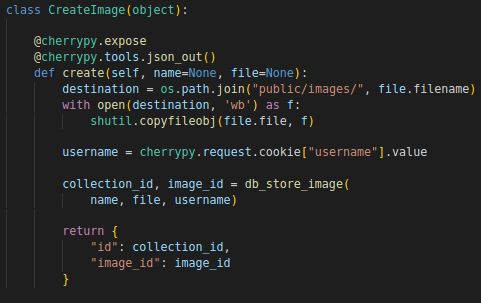 class CreateImage(object):
@cherrypy.expose
@cherrypy.tools.json_out()
def create(self, name=None, file=None):
destination = os.path.join("public/images/", file.filename)
with open(destination, 'wb') as f:
shutil.copyfileobj(file.file, f)
username = cherrypy.request.cookie["username"].value
collection_id, image_id = db_store_image(
name, file, username)
return {
"id": collection_id,
"image_id": image_id
}